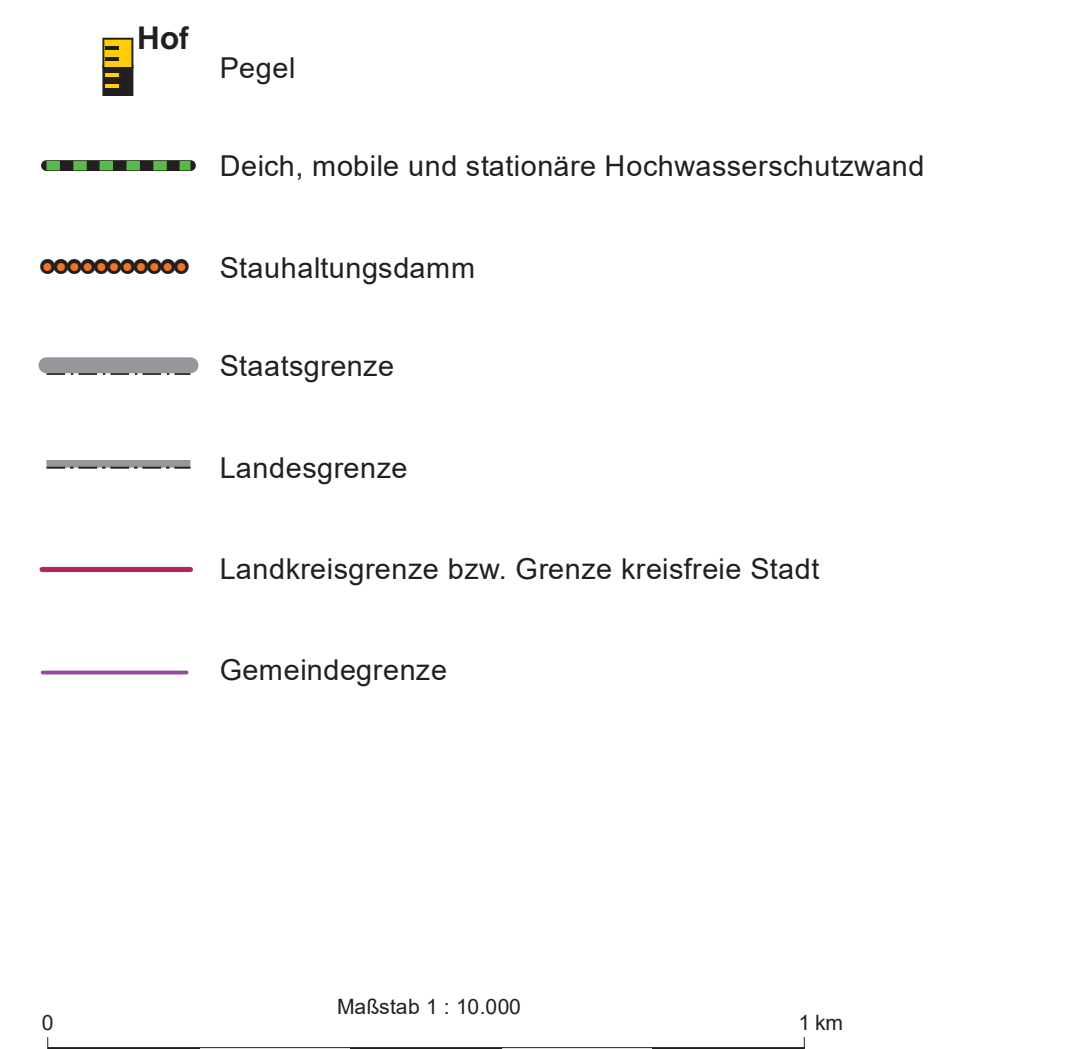 Hof
Pegel
Deich, mobile und stationäre Hochwasserschutzwand
Stauhaltungsdamm
Staatsgrenze
Landesgrenze
Landkreisgrenze bzw. Grenze kreisfreie Stadt
Gemeindegrenze
Maßstab 1 : 10.000
0 1 km